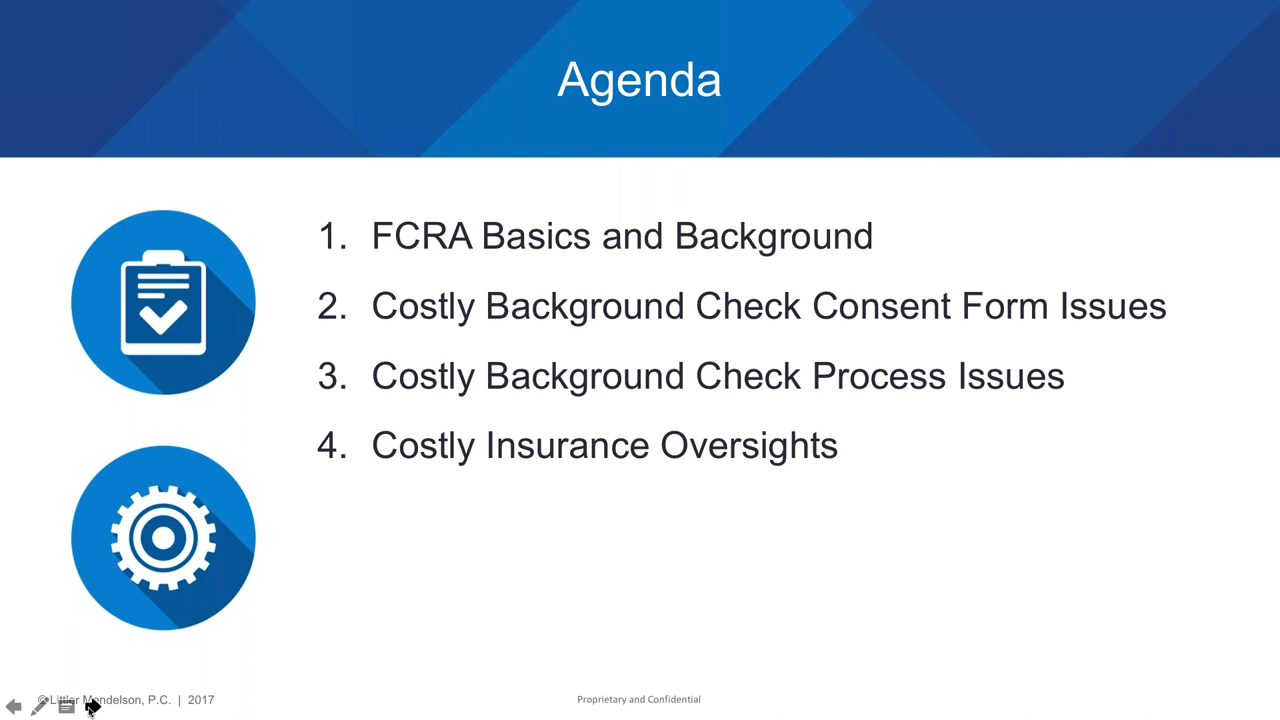 Agenda
1. FCRA Basics and Background
2. Costly Background Check Consent Form Issues
3. Costly Background Check Process Issues
4. Costly Insurance Oversights
© Littler Mendelson, P.C. | 2017
Proprietary and Confidential